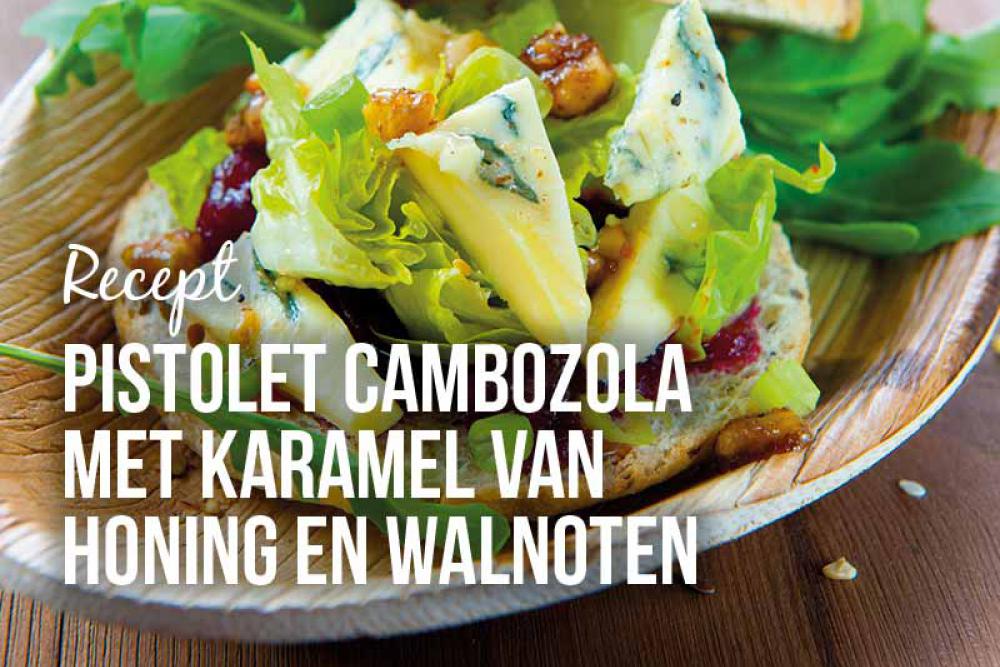 Recept
PISTOLET CAMBOZOLA
MET KARAMEL VAN
HONING EN WALNOTEN